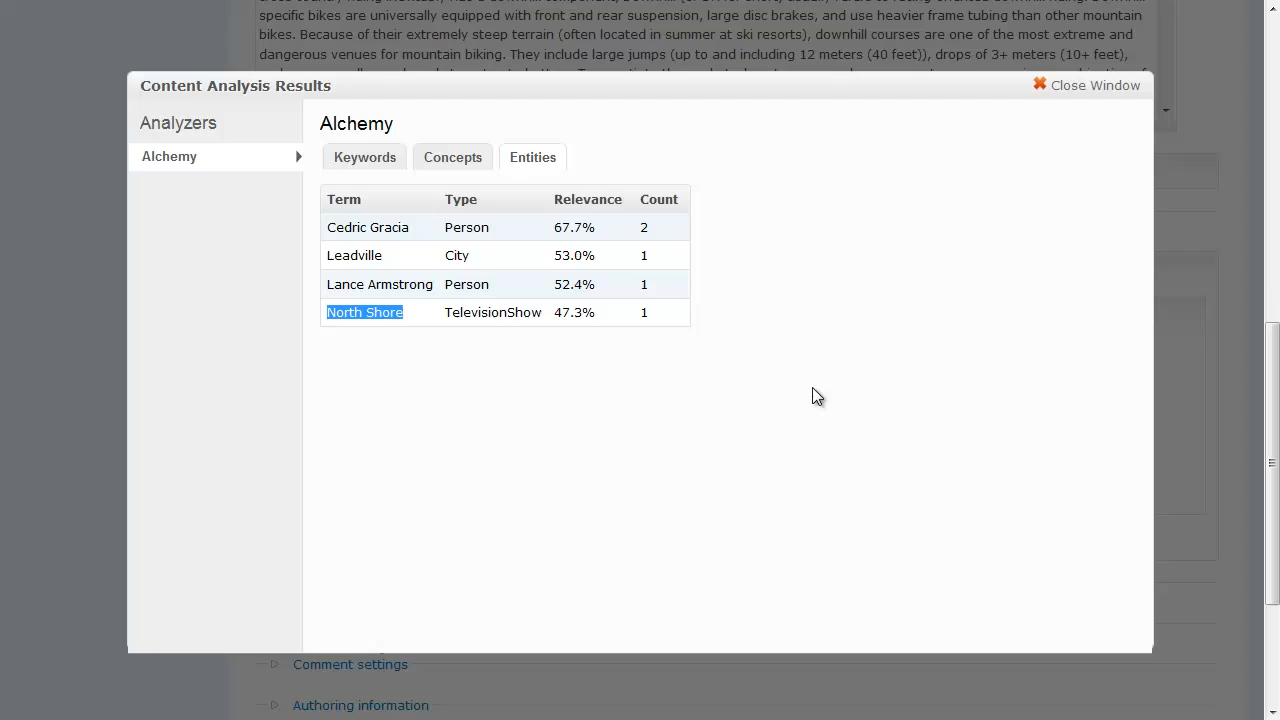 specific bikes are universally equipped with front and rear suspension, large disc brakes, and use heavier frame tubing than other mountain
bikes. Because of their extremely steep terrain (often located in summer at ski resorts), downhill courses are one of the most extreme and
dangerous venues for mountain biking. They include large jumps (up to and including 12 meters (40 feet)), drops of 3+ meters (10+ feet),
Content Analysis Results
Close Window
Analyzers
Alchemy
Alchemy
Keywords Concepts Entities
Term Type Relevance Count
Cedric Gracia Person 67.7% 2
Leadville City 53.0% 1
Lance Armstrong Person 52.4% 1
North Shore TelevisionShow 47.3% 1
Comment settings
Authoring information